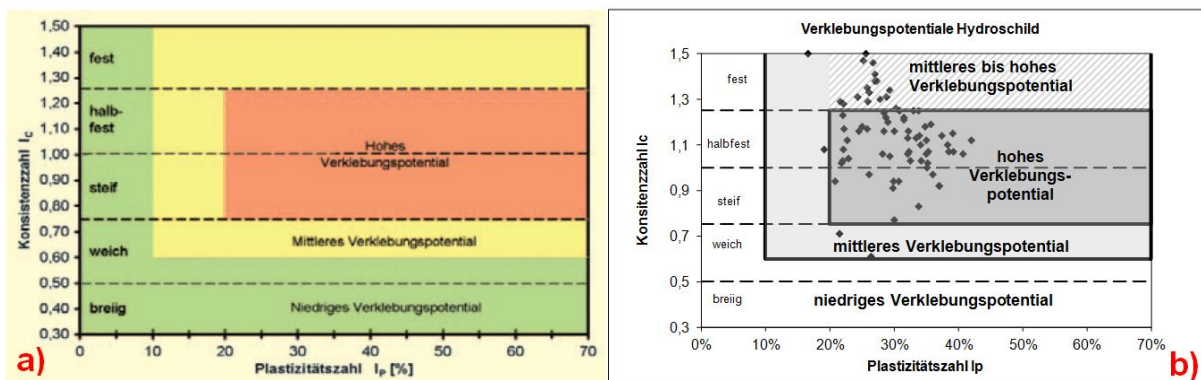 1,50
1,40
1,30
1,20
1,10
1,00
0,90
0,80
0,70
0,60
0,50
0,40
0,30
Konsistenzzahl IC
fest
halb-
fest
steif
weich
breiig
Hohes
Verklebungspotential
Mittleres Verklebungspotential
Niedriges Verklebungspotential
0 10 20 30 40 50 60 70
Plastizitätszahl IP [%]
a)
Verklebungspotentiale Hydroschild
1,5
1,3
1,1
0,9
0,7
0,5
0,3
Konsitenzzahl Ic
fest
halbfest
steif
weich
breiig
mittleres bis hohes
Verklebungspotential
hohes
Verklebungs-
potential
mittleres Verklebungspotential
niedriges Verklebungspotential
0% 10% 20% 30% 40% 50% 60% 70%
Plastizitätszahl Ip
b)